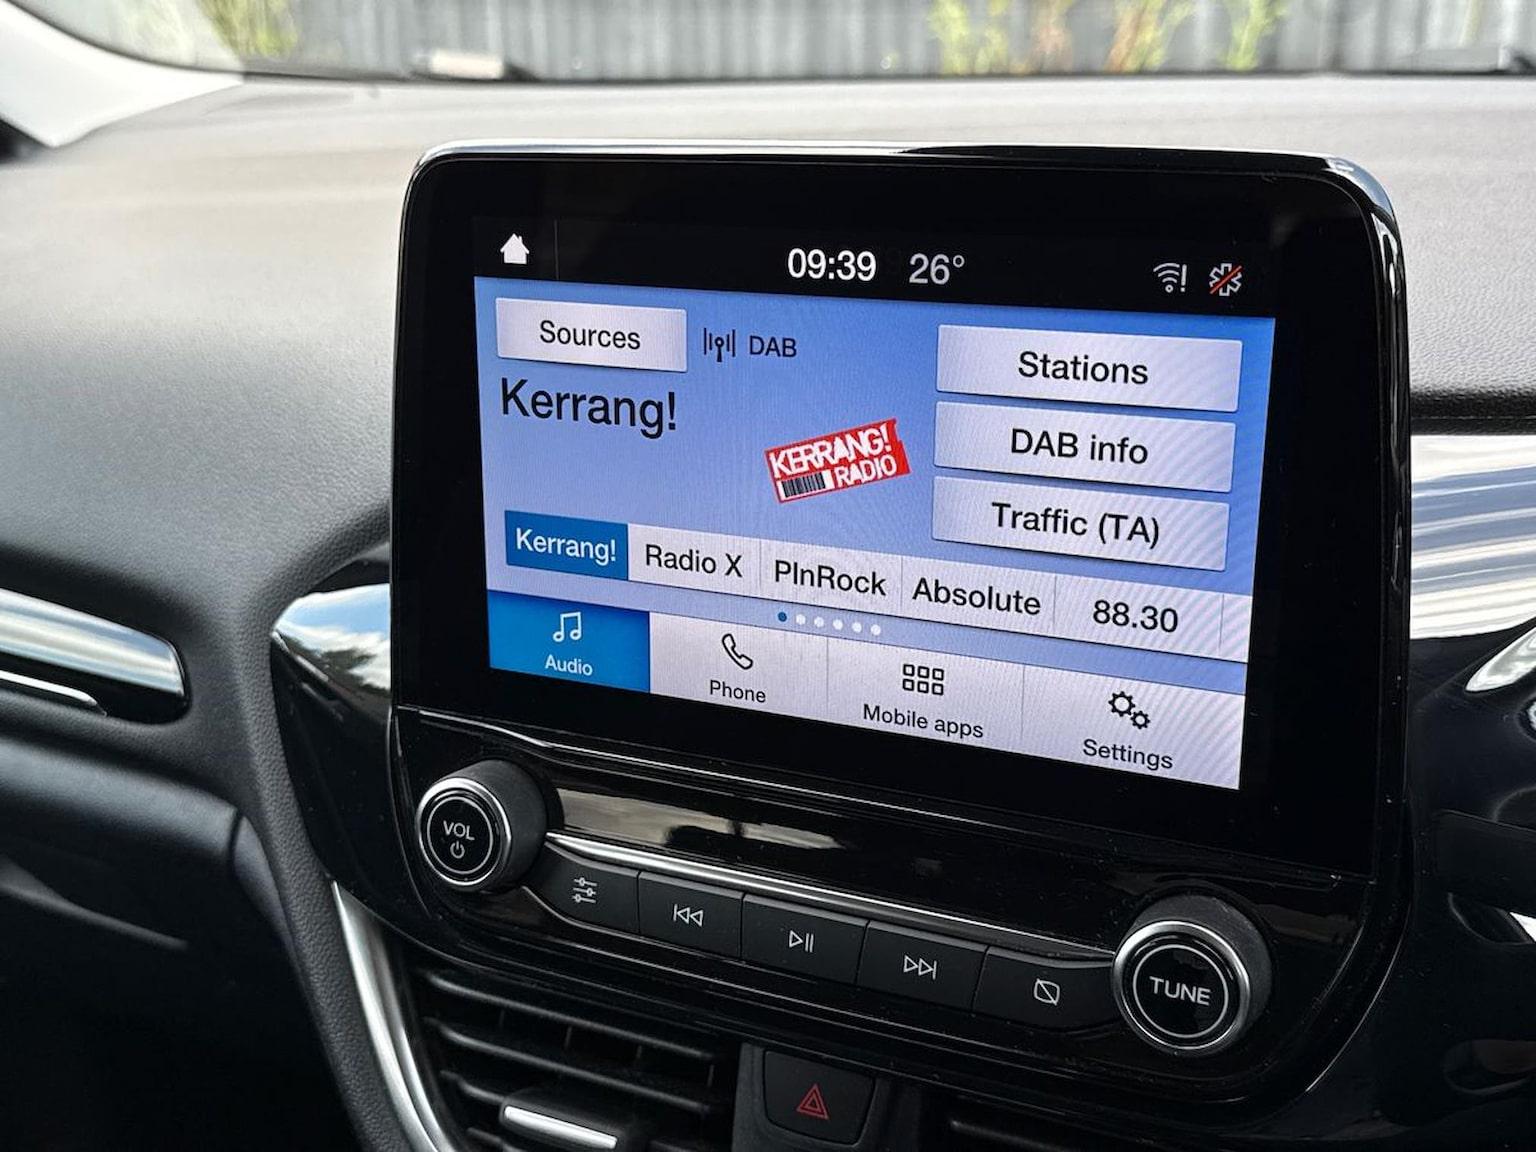 09:39 26°
Sources
DAB
Stations
Kerrang!
DAB info
KERRANG!
RADIO
Traffic (TA)
Kerrang!
Radio X
PlnRock
Absolute
88.30
Audio
Phone
Mobile apps
Settings
VOL
TUNE